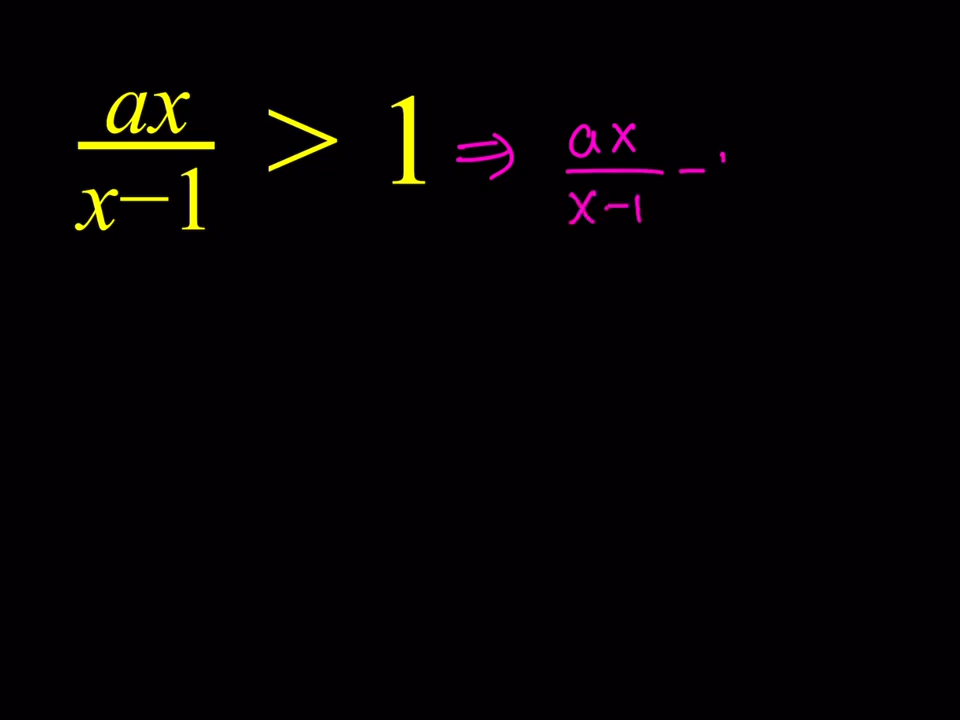 ax/(x−1) > 1 ⇒ ax/(x-1) -